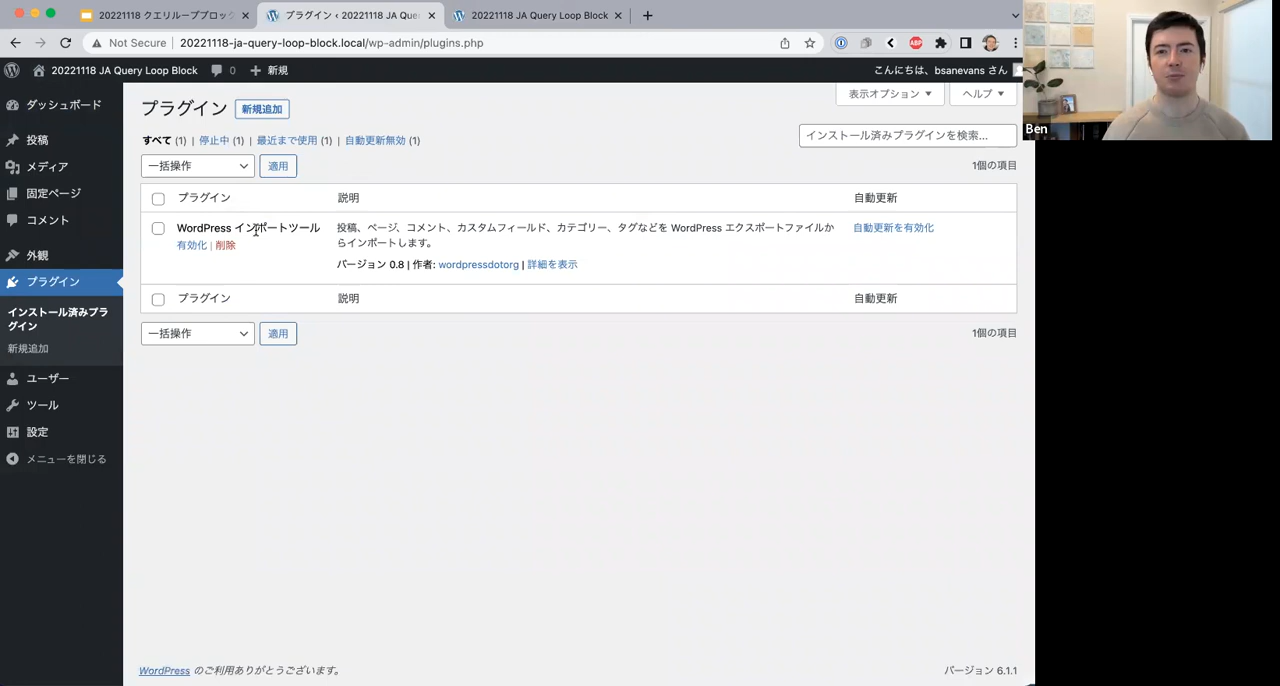 20221118 クエリループブロック
プラグイン ‹ 20221118 JA Que
20221118 JA Query Loop Block
Not Secure
20221118-ja-query-loop-block.local/wp-admin/plugins.php
ABP
20221118 JA Query Loop Block
0
新規
こんにちは、bsanevans さん
Ben
ダッシュボード
投稿
メディア
固定ページ
コメント
外観
プラグイン
インストール済みプラ
グイン
新規追加
ユーザー
ツール
設定
メニューを閉じる
プラグイン 新規追加
表示オプション ▼
ヘルプ ▼
すべて (1) | 停止中 (1) | 最近まで使用 (1) | 自動更新無効 (1)
インストール済みプラグインを検索...
一括操作 適用
1個の項目
プラグイン 説明 自動更新
WordPress インポートツール
有効化 | 削除
投稿、ページ、コメント、カスタムフィールド、カテゴリー、タグなどを WordPress エクスポートファイルか
らインポートします。
バージョン 0.8 | 作者: wordpressdotorg | 詳細を表示
自動更新を有効化
プラグイン 説明 自動更新
一括操作 適用
1個の項目
WordPress のご利用ありがとうございます。
バージョン 6.1.1